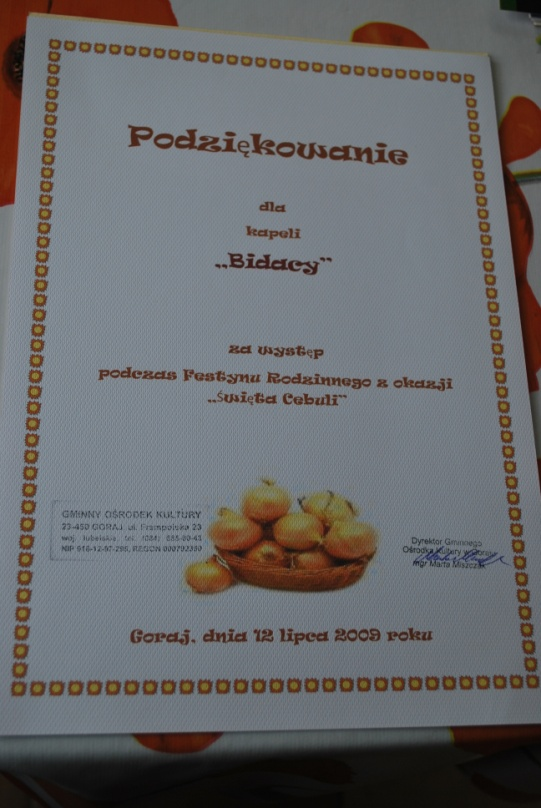 Podziękowanie
dla
kapeli
„Bidacy”
za występ
podczas Festynu Rodzinnego z okazji
„Święta Cebuli”
GMINNY OŚRODEK KULTURY
23-450 GORAJ, ul. Frampolska 23
woj. lubelskie, tel. (084) 685-80-43
NIP 918-12-97-286, REGON 000792360
Dyrektor Gminnego
Ośrodka Kultury w Goraju
mgr Marta Miszczak
Goraj, dnia 12 lipca 2009 roku